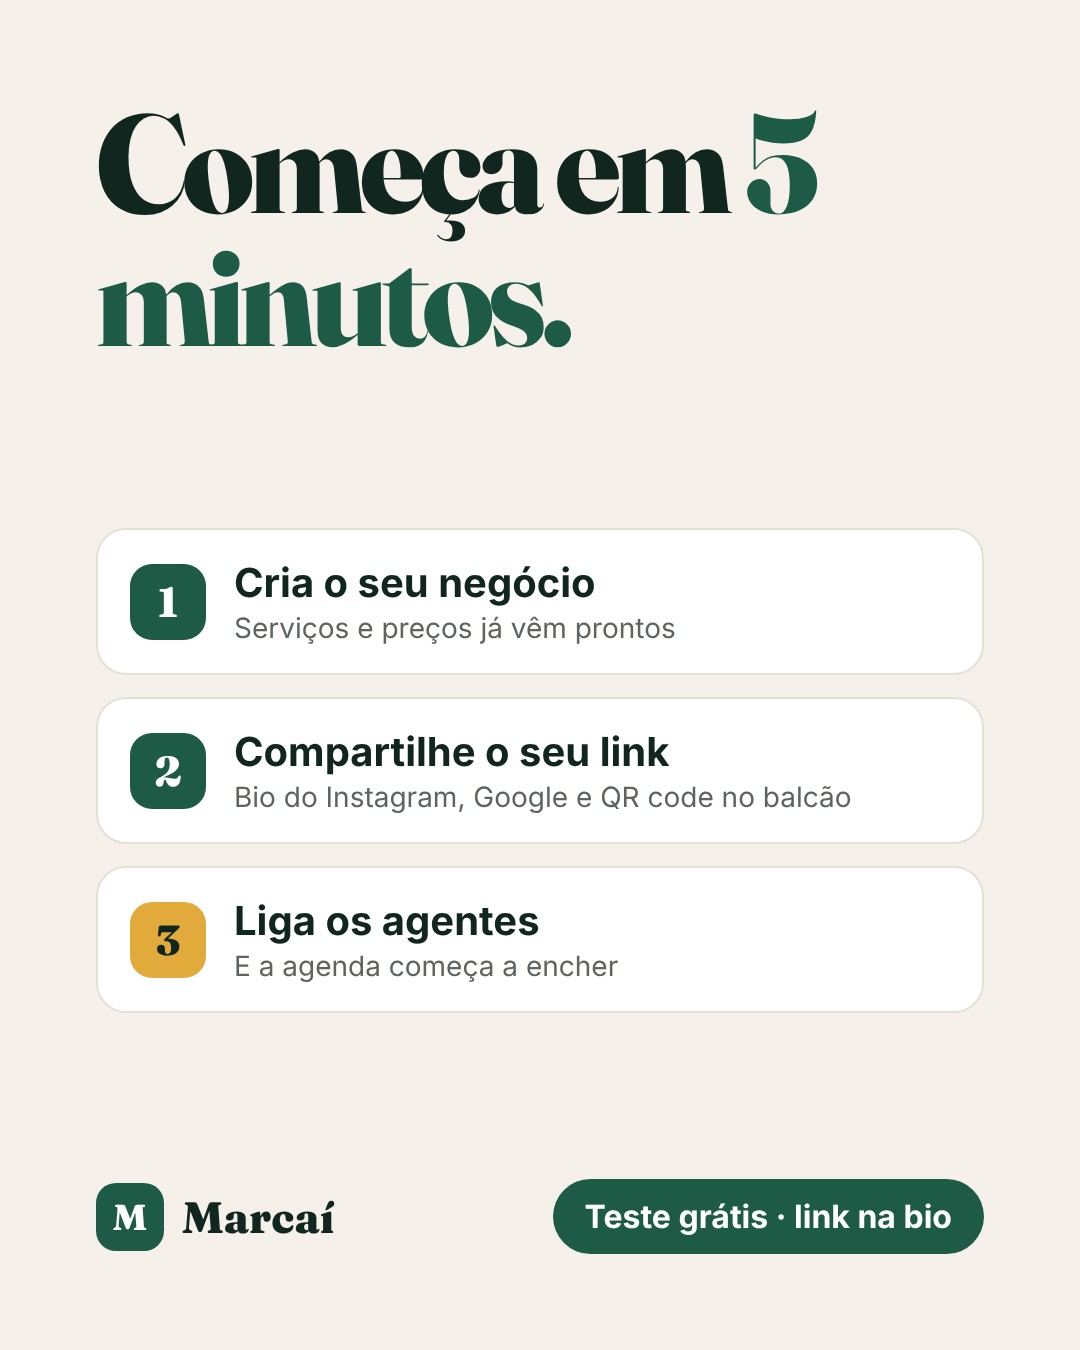 Começa em 5
minutos.
1
Cria o seu negócio
Serviços e preços já vêm prontos
2
Compartilhe o seu link
Bio do Instagram, Google e QR code no balcão
3
Liga os agentes
E a agenda começa a encher
M Marcaí
Teste grátis · link na bio